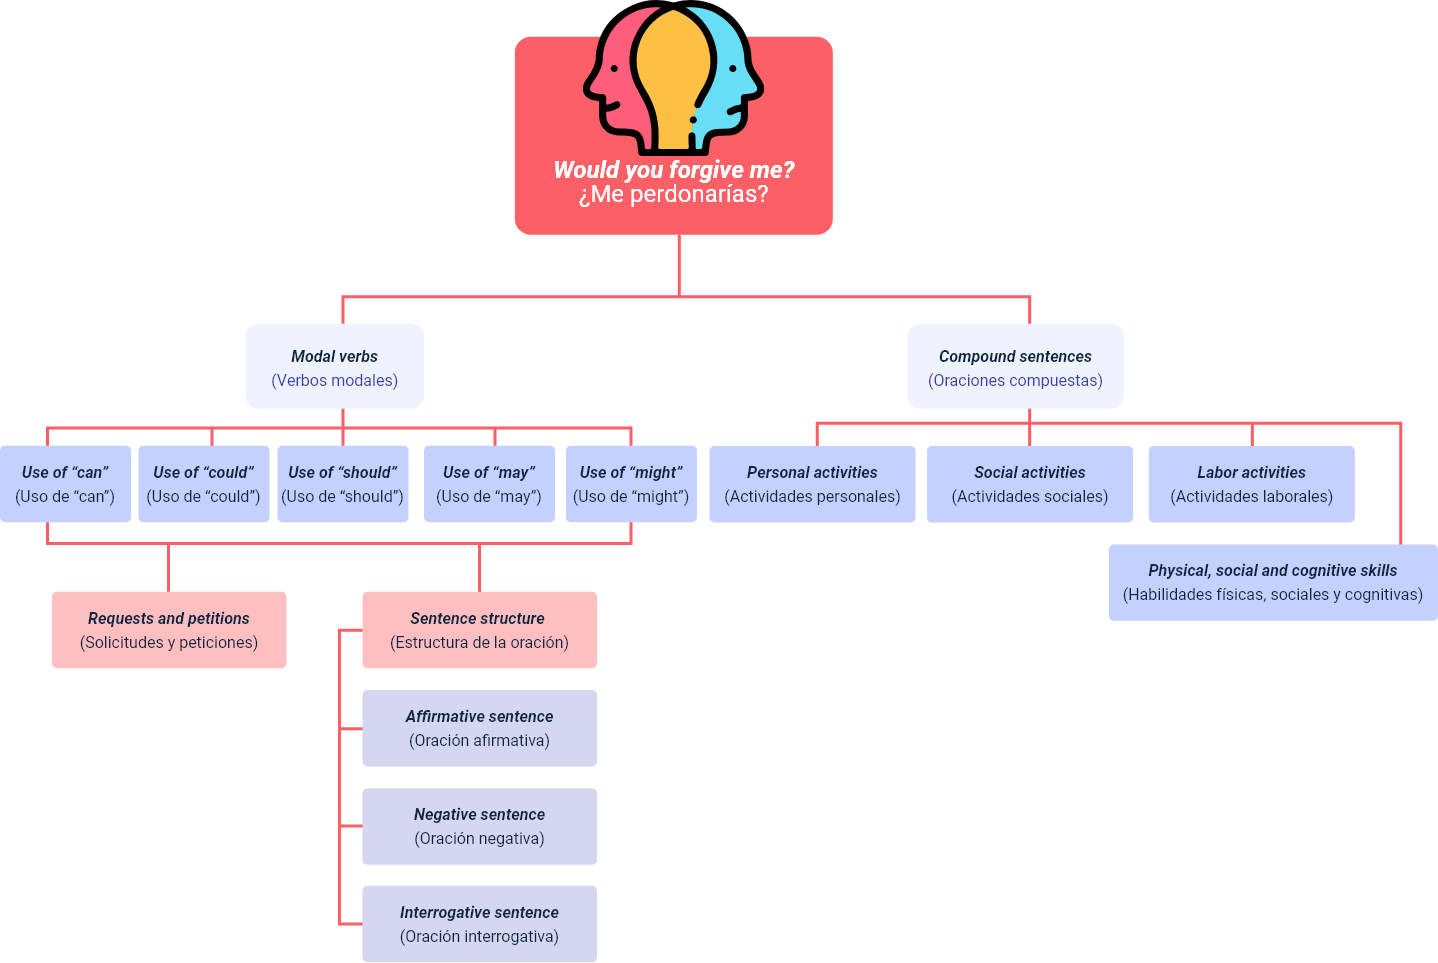 Would you forgive me?
¿Me perdonarías?
Modal verbs
(Verbos modales)
Compound sentences
(Oraciones compuestas)
Use of “can”
(Uso de “can”)
Use of “could”
(Uso de “could”)
Use of “should”
(Uso de “should”)
Use of “may”
(Uso de “may”)
Use of “might”
(Uso de “might”)
Personal activities
(Actividades personales)
Social activities
(Actividades sociales)
Labor activities
(Actividades laborales)
Physical, social and cognitive skills
(Habilidades físicas, sociales y cognitivas)
Requests and petitions
(Solicitudes y peticiones)
Sentence structure
(Estructura de la oración)
Affirmative sentence
(Oración afirmativa)
Negative sentence
(Oración negativa)
Interrogative sentence
(Oración interrogativa)